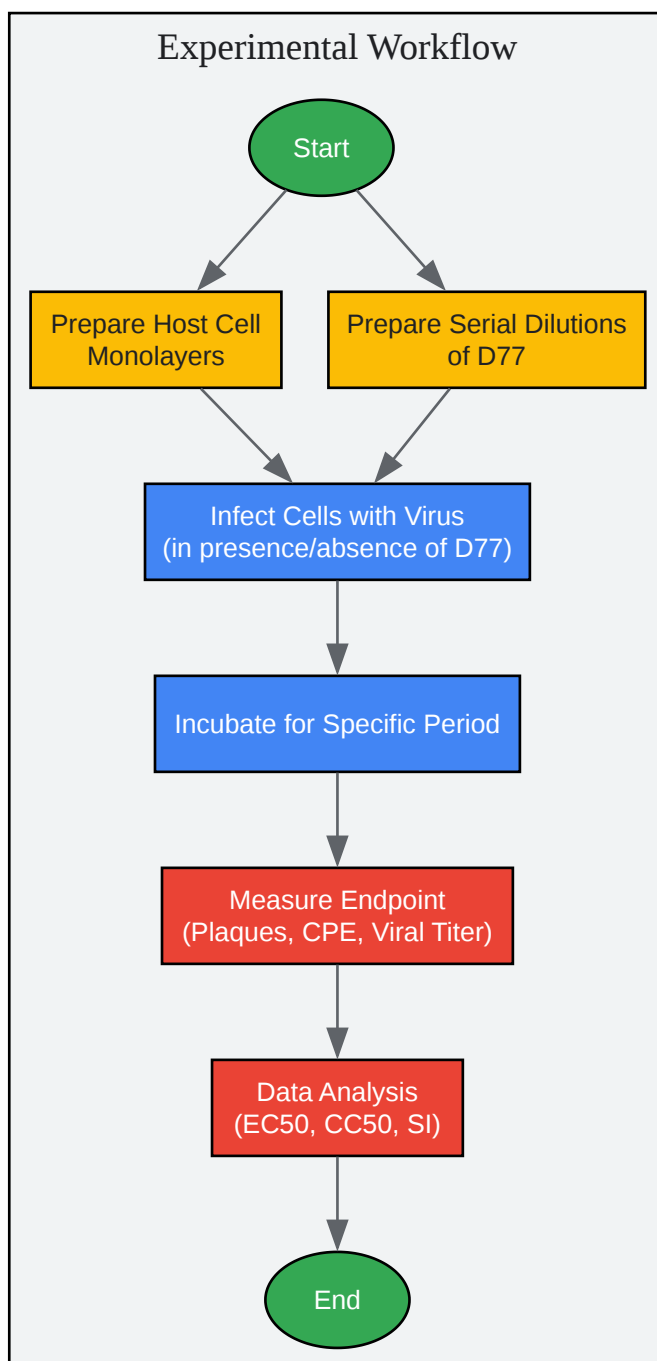 Experimental Workflow
Start
Prepare Host Cell
Monolayers
Prepare Serial Dilutions
of D77
Infect Cells with Virus
(in presence/absence of D77)
Incubate for Specific Period
Measure Endpoint
(Plaques, CPE, Viral Titer)
Data Analysis
(EC50, CC50, SI)
End